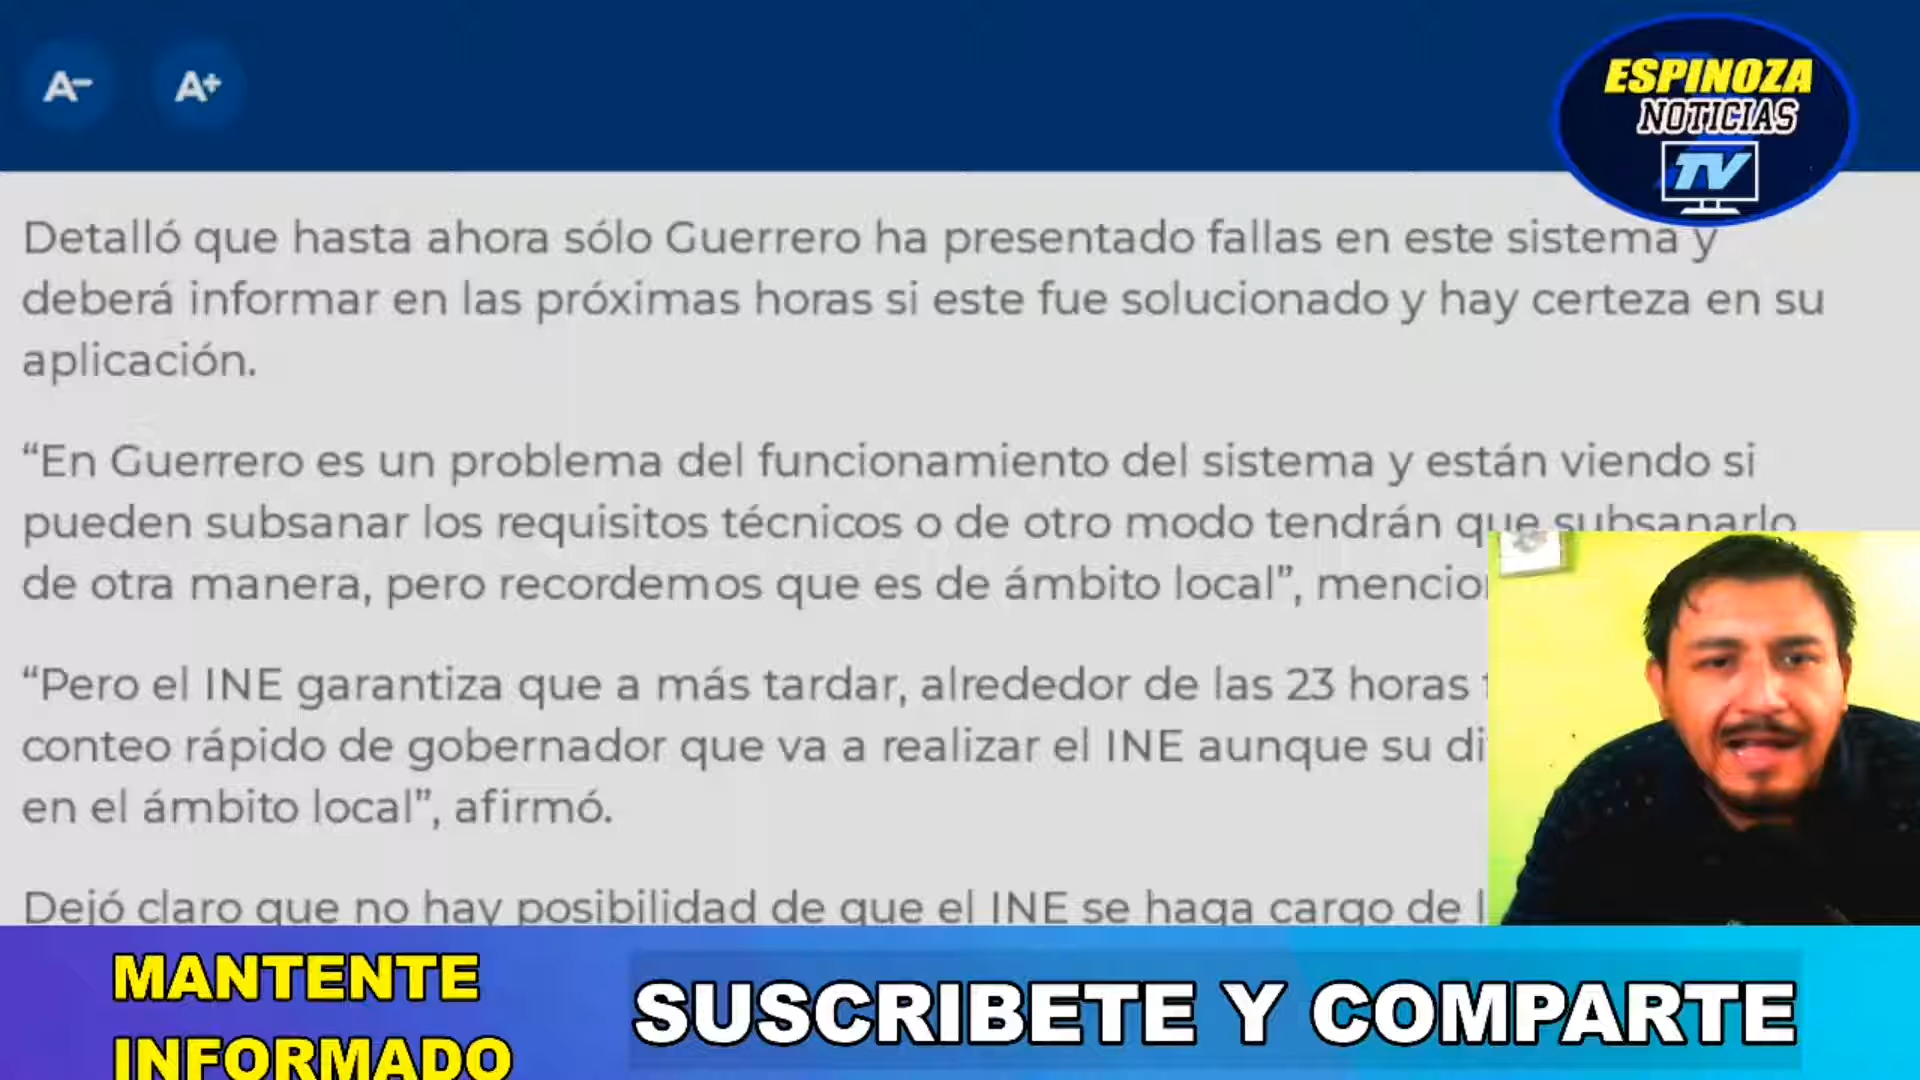 A- A+
ESPINOZA
NOTICIAS
TV
Detalló que hasta ahora sólo Guerrero ha presentado fallas en este sistema y
deberá informar en las próximas horas si este fue solucionado y hay certeza en su
aplicación.
“En Guerrero es un problema del funcionamiento del sistema y están viendo si
pueden subsanar los requisitos técnicos o de otro modo tendrán que subsanarlo
de otra manera, pero recordemos que es de ámbito local”,
“Pero el INE garantiza que a más tardar, alrededor de las 23 horas
conteo rápido de gobernador que va a realizar el INE aunque su
en el ámbito local”, afirmó.
Dejó claro que no hay posibilidad de que el INE se haga cargo de
MANTENTE
INFORMADO
SUSCRIBETE Y COMPARTE